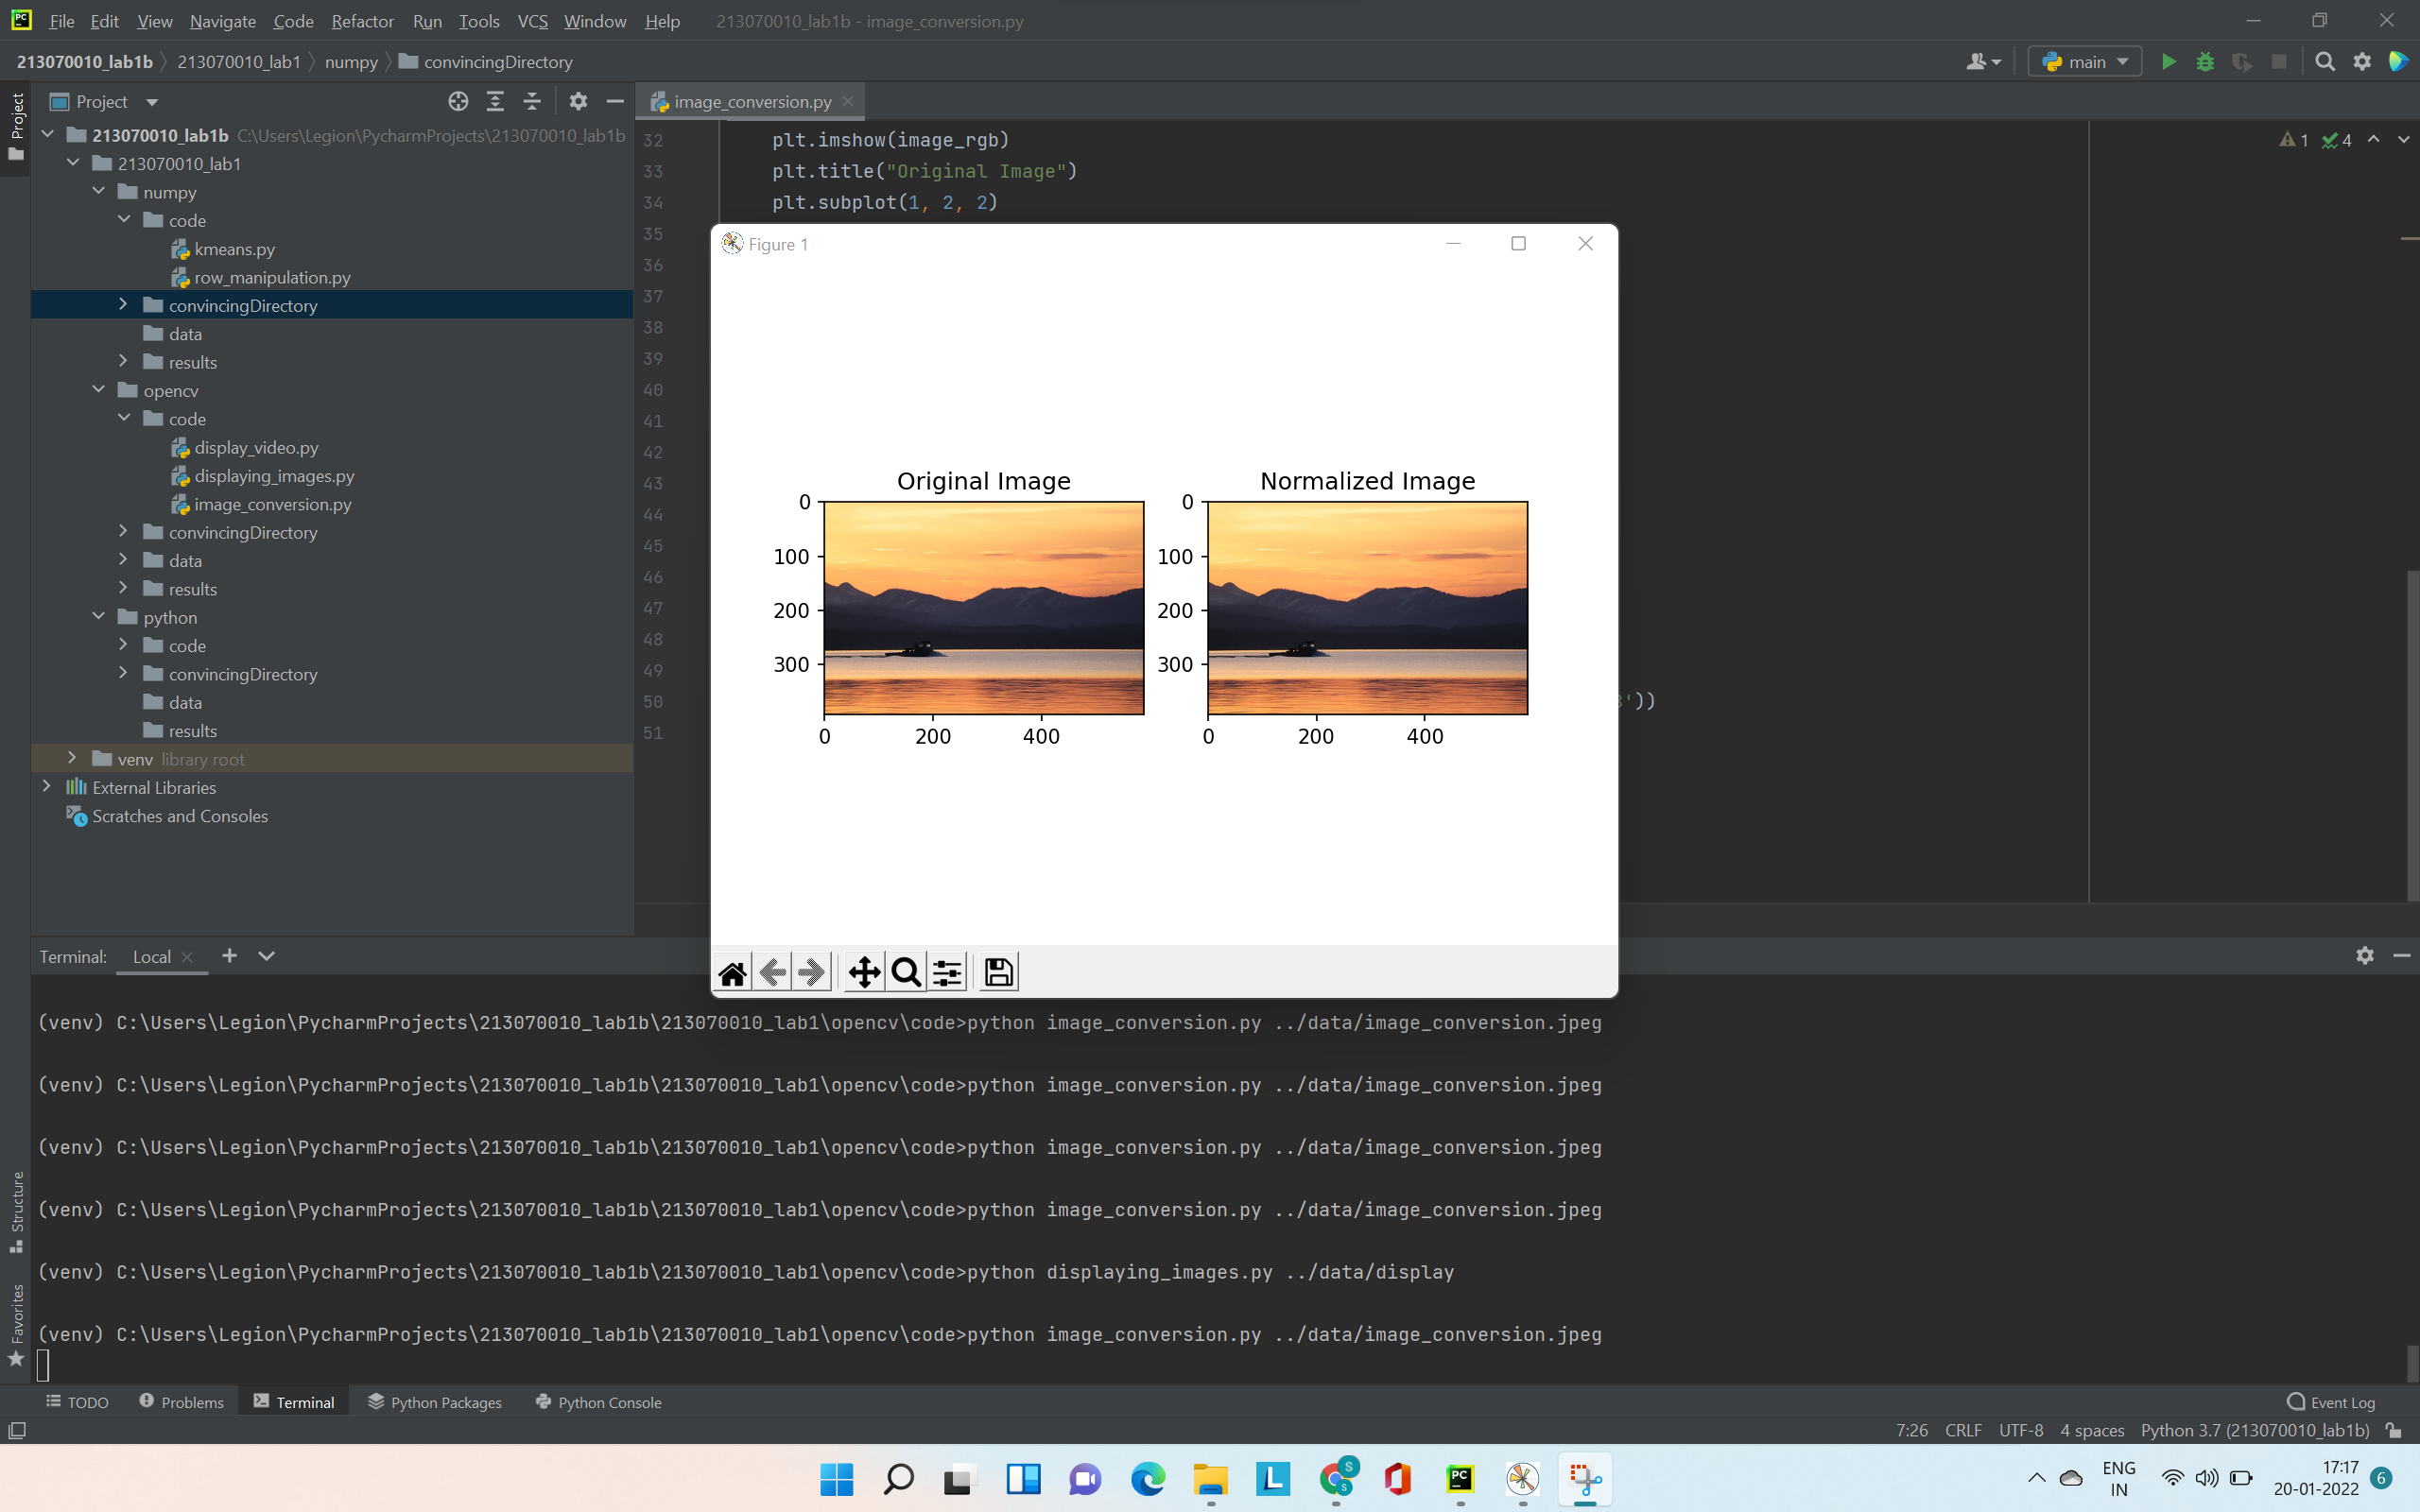 File Edit View Navigate Code Refactor Run Tools VCS Window Help 213070010_lab1b - image_conversion.py
213070010_lab1b 213070010_lab1 numpy convincingDirectory
main
Project
Project
image_conversion.py
213070010_lab1b C:\Users\Legion\PycharmProjects\213070010_lab1b
213070010_lab1
numpy
code
kmeans.py
row_manipulation.py
convincingDirectory
data
results
opencv
code
display_video.py
displaying_images.py
image_conversion.py
convincingDirectory
data
results
python
code
convincingDirectory
data
results
venv library root
External Libraries
Scratches and Consoles
32 plt.imshow(image_rgb)
33 plt.title("Original Image")
34 plt.subplot(1, 2, 2)
35
36
37
38
39
40
41
42
43
44
45
46
47
48
49
50 '))
51
1 4
Figure 1
Original Image
0
100
200
300
0 200 400
Normalized Image
0
100
200
300
0 200 400
Terminal: Local
(venv) C:\Users\Legion\PycharmProjects\213070010_lab1b\213070010_lab1\opencv\code>python image_conversion.py ../data/image_conversion.jpeg
(venv) C:\Users\Legion\PycharmProjects\213070010_lab1b\213070010_lab1\opencv\code>python image_conversion.py ../data/image_conversion.jpeg
(venv) C:\Users\Legion\PycharmProjects\213070010_lab1b\213070010_lab1\opencv\code>python image_conversion.py ../data/image_conversion.jpeg
(venv) C:\Users\Legion\PycharmProjects\213070010_lab1b\213070010_lab1\opencv\code>python image_conversion.py ../data/image_conversion.jpeg
(venv) C:\Users\Legion\PycharmProjects\213070010_lab1b\213070010_lab1\opencv\code>python displaying_images.py ../data/display
(venv) C:\Users\Legion\PycharmProjects\213070010_lab1b\213070010_lab1\opencv\code>python image_conversion.py ../data/image_conversion.jpeg
Structure
Favorites
TODO Problems Terminal Python Packages Python Console Event Log
7:26 CRLF UTF-8 4 spaces Python 3.7 (213070010_lab1b)
ENG
IN
17:17
20-01-2022
6